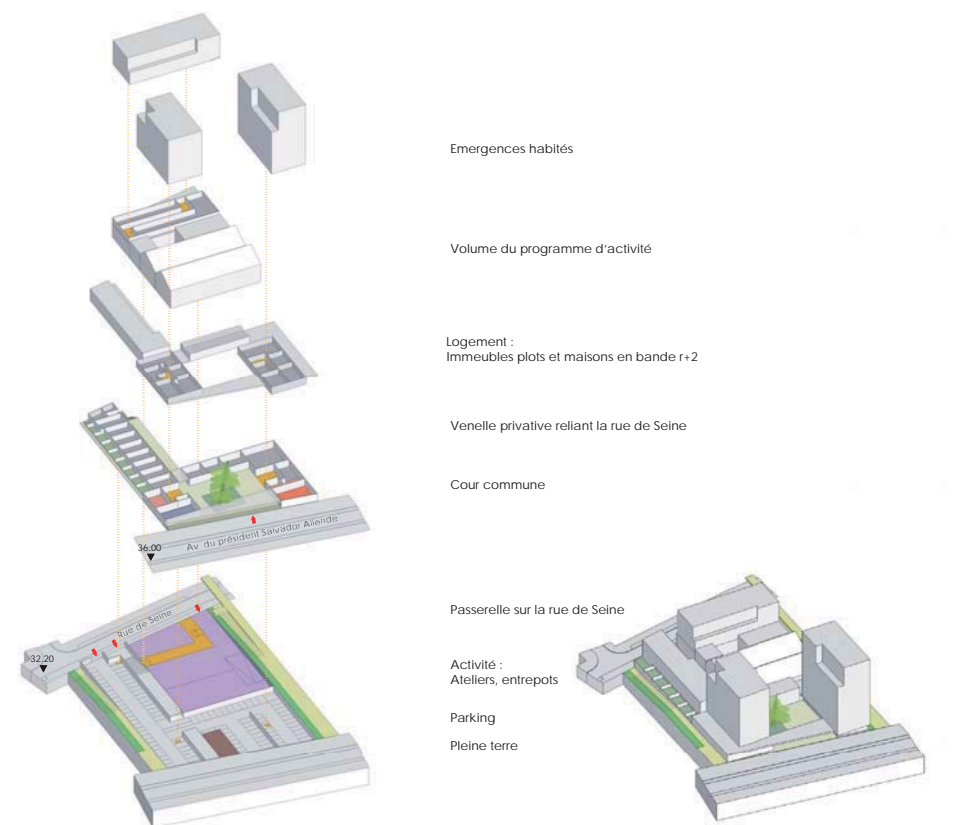 Emergences habités
Volume du programme d'activité
Logement :
Immeubles plots et maisons en bande r+2
Venelle privative reliant la rue de Seine
Cour commune
Av. du président Salvador Allende
36.00
Passerelle sur la rue de Seine
Rue de Seine
32,20
Activité :
Ateliers, entrepots
Parking
Pleine terre